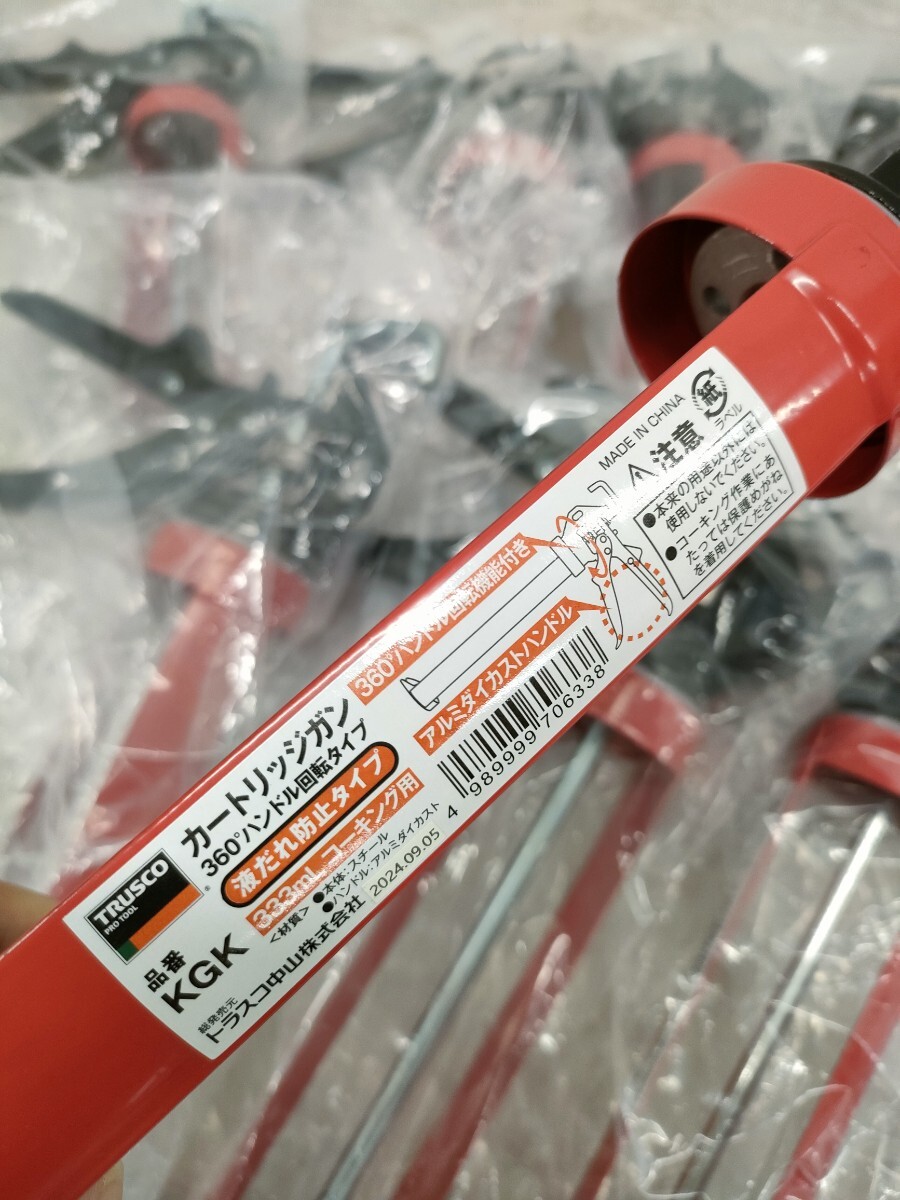 TRUSCO
PRO TOOL
®
カートリッジガン
360°ハンドル回転タイプ
液だれ防止タイプ
333mL コーキング用
品番
KGK
<材質>
●本体:スチール
●ハンドル:アルミダイカスト
総発売元
トラスコ中山株式会社
2024.09.05
360°ハンドル回転機能付き
アルミダイカストハンドル
4 989999 706338
MADE IN CHINA
紙
ラベル
注意
●本来の用途以外には
使用しないでください。
●コーキング作業にあ
たっては保護めがね
を着用してください。